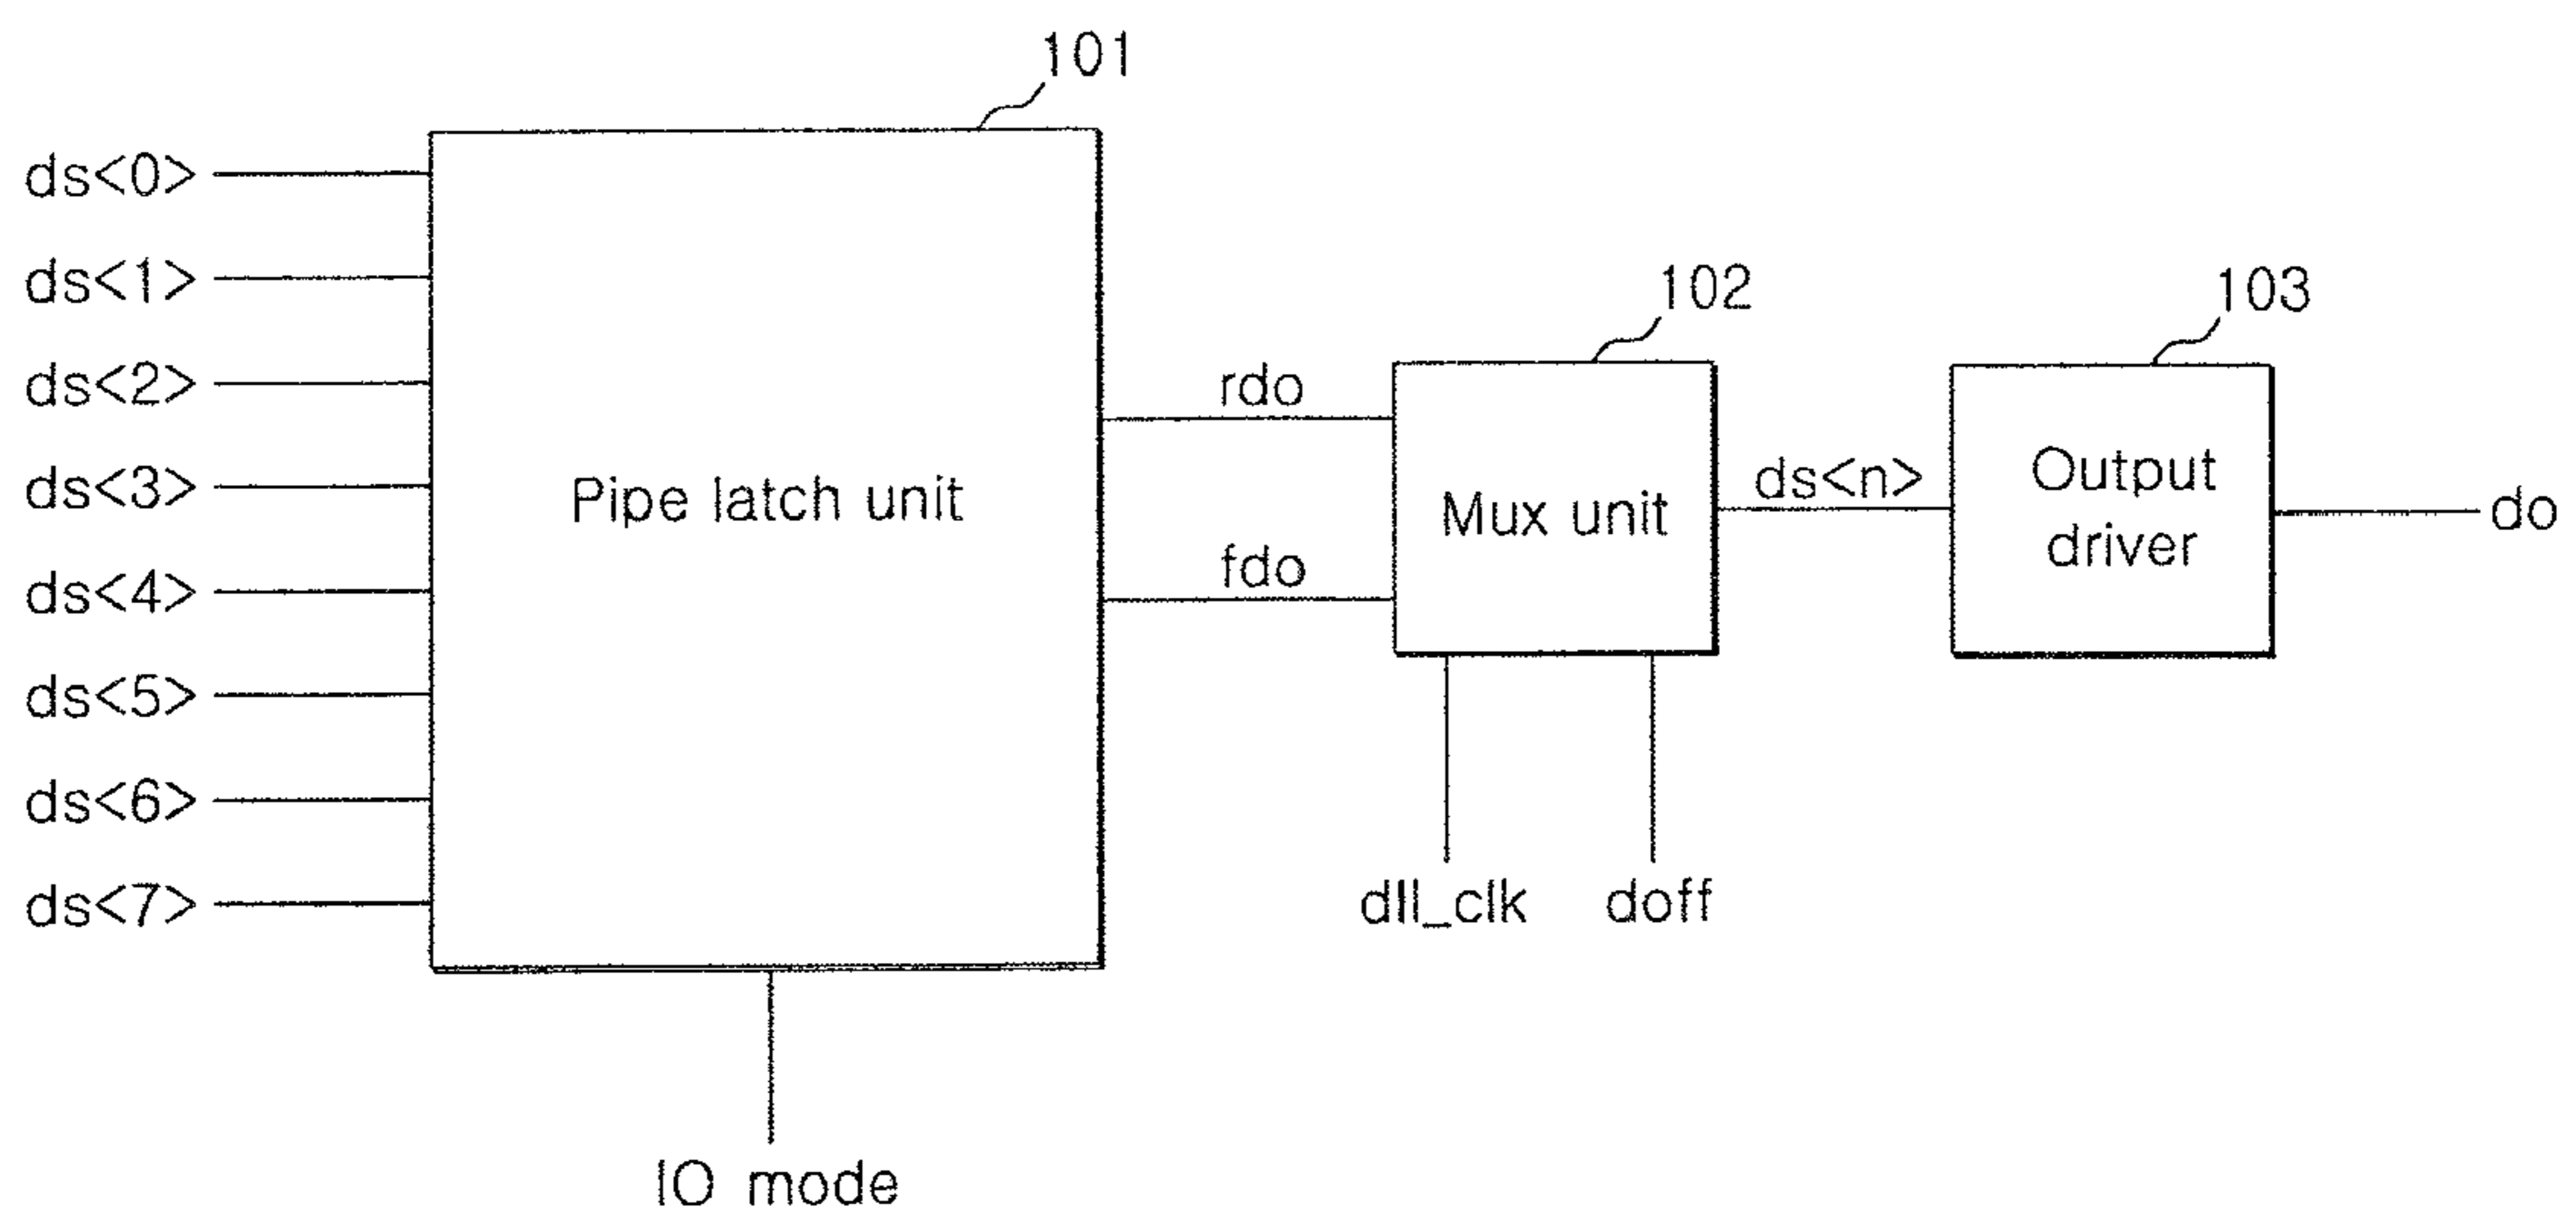 101
ds<0>
ds<1>
ds<2>
ds<3>
ds<4>
ds<5>
ds<6>
ds<7>
Pipe latch unit
IO mode
rdo
fdo
102
Mux unit
dll_clk
doff
ds<n>
103
Output
driver
do